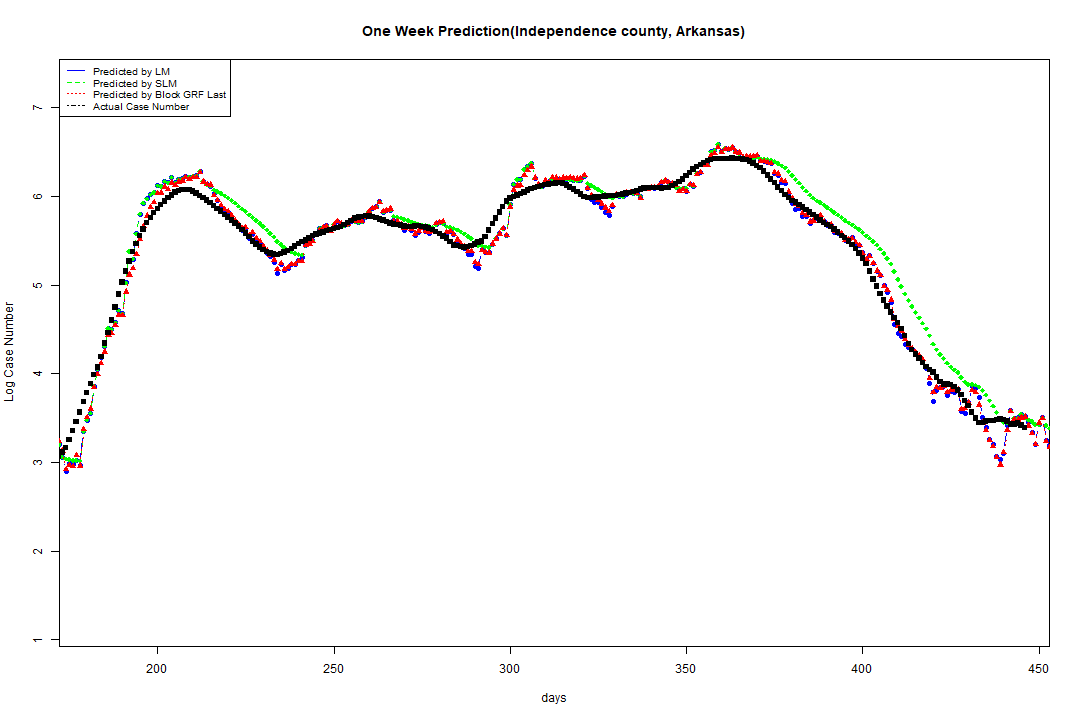 One Week Prediction(Independence county, Arkansas)
Predicted by LM
Predicted by SLM
Predicted by Block GRF Last
Actual Case Number
7
6
5
4
3
2
1
Log Case Number
200 250 300 350 400 450
days